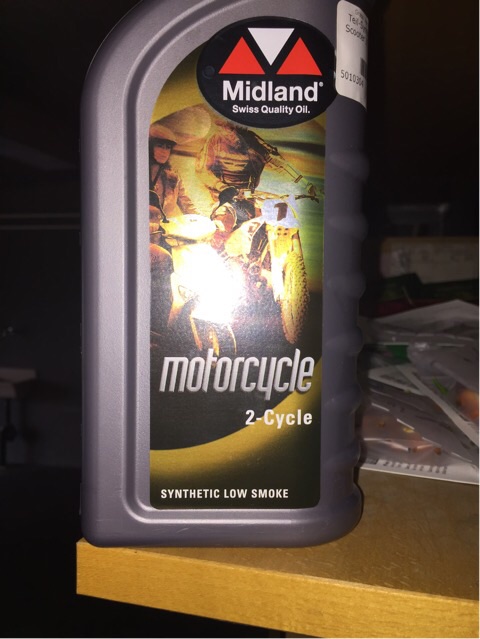 Midland®
Swiss Quality Oil.
motorcycle
2-Cycle
SYNTHETIC LOW SMOKE